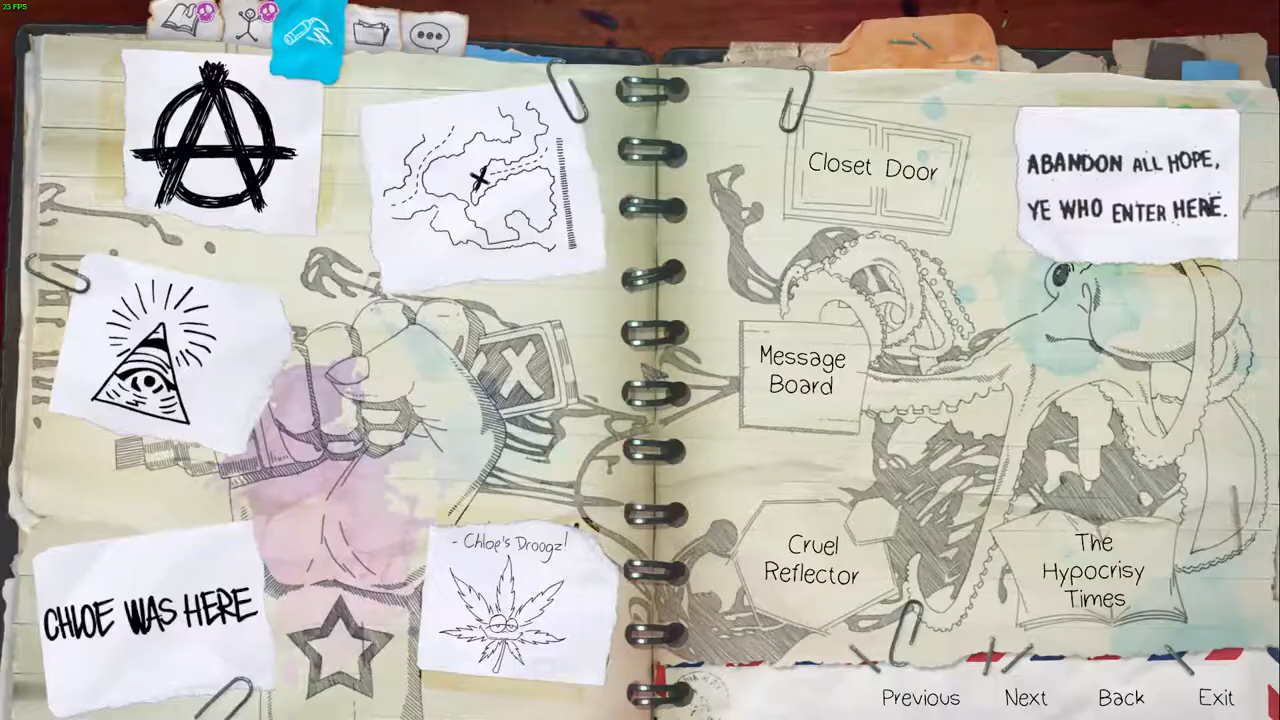 23 FPS
Closet Door
ABANDON ALL HOPE,
YE WHO ENTER HERE.
Message
Board
CHLOE WAS HERE
- Chloe's Droogz!
Cruel
Reflector
The
Hypocrisy
Times
Previous
Next
Back
Exit